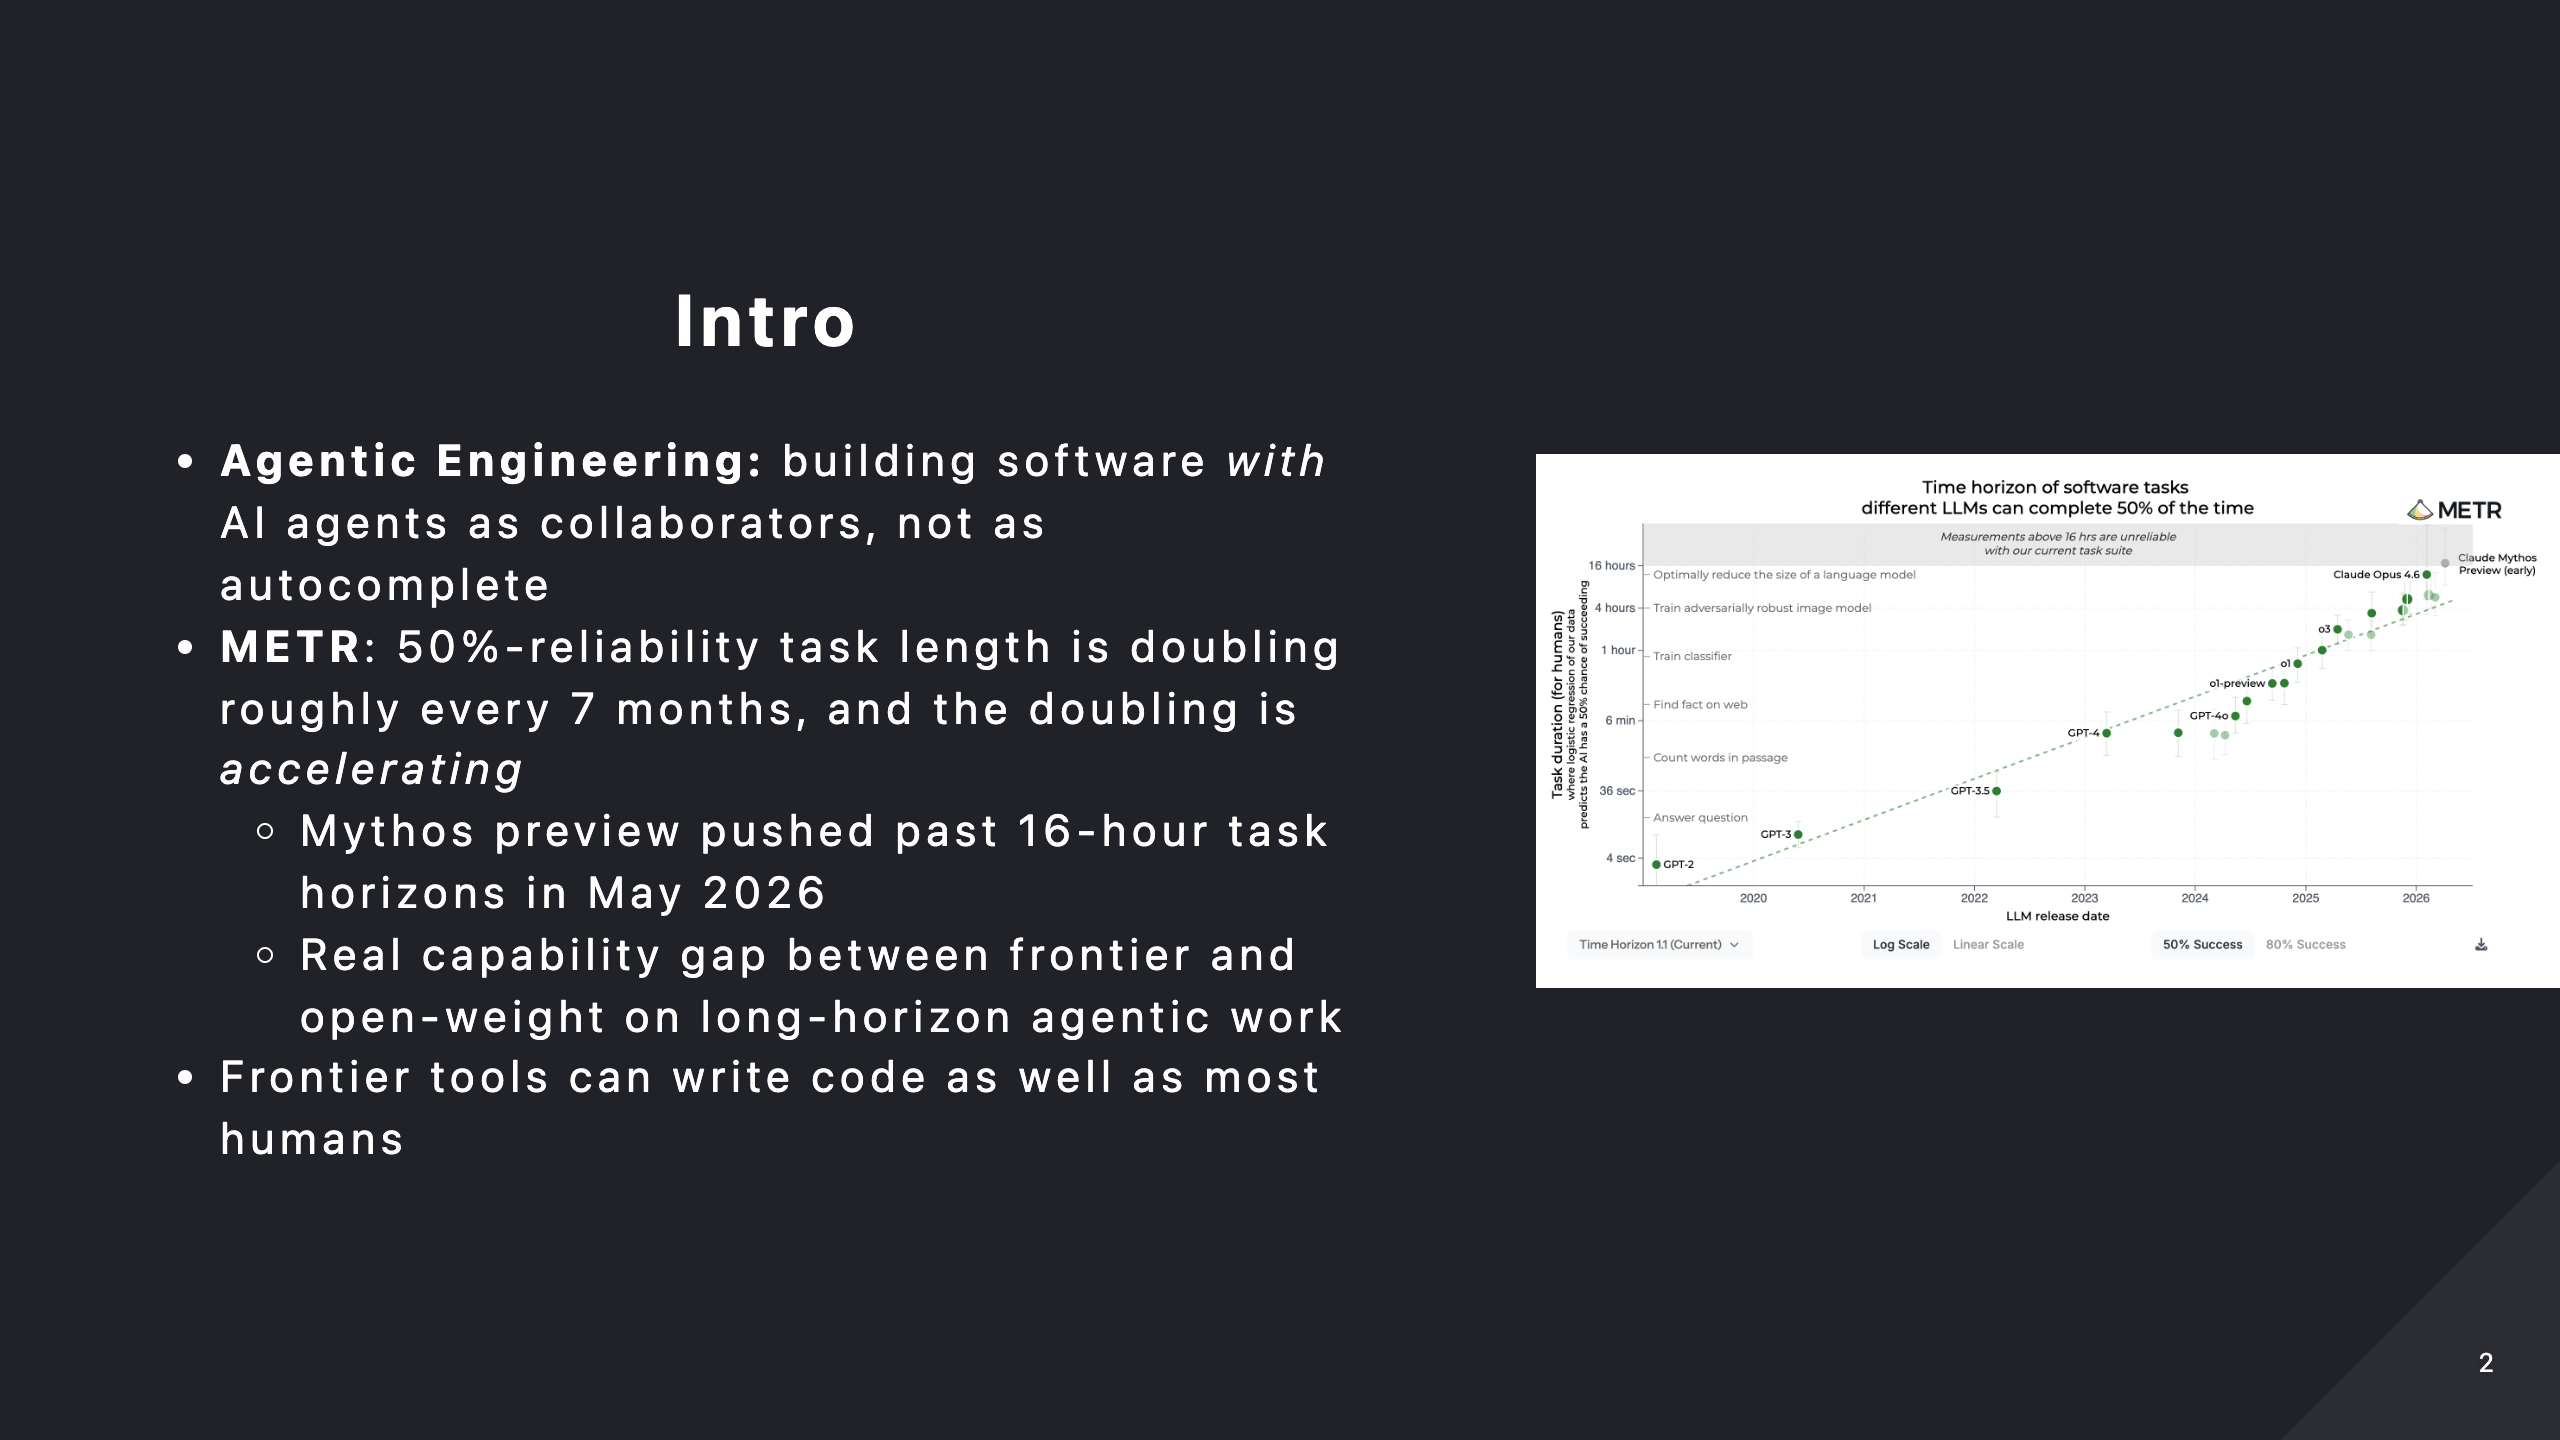 Intro
• Agentic Engineering: building software with
AI agents as collaborators, not as
autocomplete
• METR: 50%-reliability task length is doubling
roughly every 7 months, and the doubling is
accelerating
◦ Mythos preview pushed past 16-hour task
horizons in May 2026
◦ Real capability gap between frontier and
open-weight on long-horizon agentic work
• Frontier tools can write code as well as most
humans
Time horizon of software tasks
different LLMs can complete 50% of the time
METR
Measurements above 16 hrs are unreliable
with our current task suite
Task duration (for humans)
where logistic regression of our data
predicts the AI has a 50% chance of succeeding
16 hours
4 hours
1 hour
6 min
36 sec
4 sec
Optimally reduce the size of a language model
Train adversarially robust image model
Train classifier
Find fact on web
Count words in passage
Answer question
Claude Mythos
Preview (early)
Claude Opus 4.6
o3
o1
o1-preview
GPT-4o
GPT-4
GPT-3.5
GPT-3
GPT-2
2020 2021 2022 2023 2024 2025 2026
LLM release date
Time Horizon 1.1 (Current) Log Scale Linear Scale 50% Success 80% Success
2